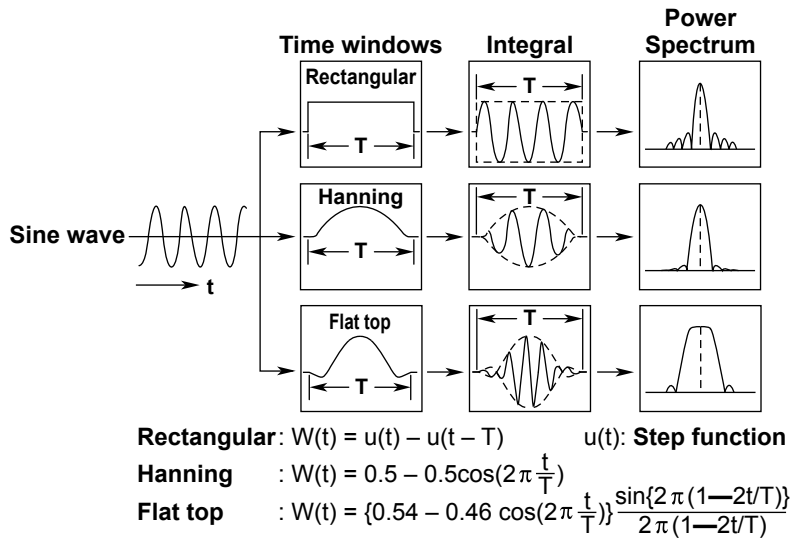 Time windows
Integral
Power
Spectrum
Rectangular
T
T
Sine wave
t
Hanning
T
T
Flat top
T
T
Rectangular : W(t) = u(t) – u(t – T) u(t): Step function
Hanning : W(t) = 0.5 – 0.5cos(2π t/T)
Flat top : W(t) = {0.54 – 0.46 cos(2π t/T)} sin{2π(1—2t/T)} / 2π(1—2t/T)